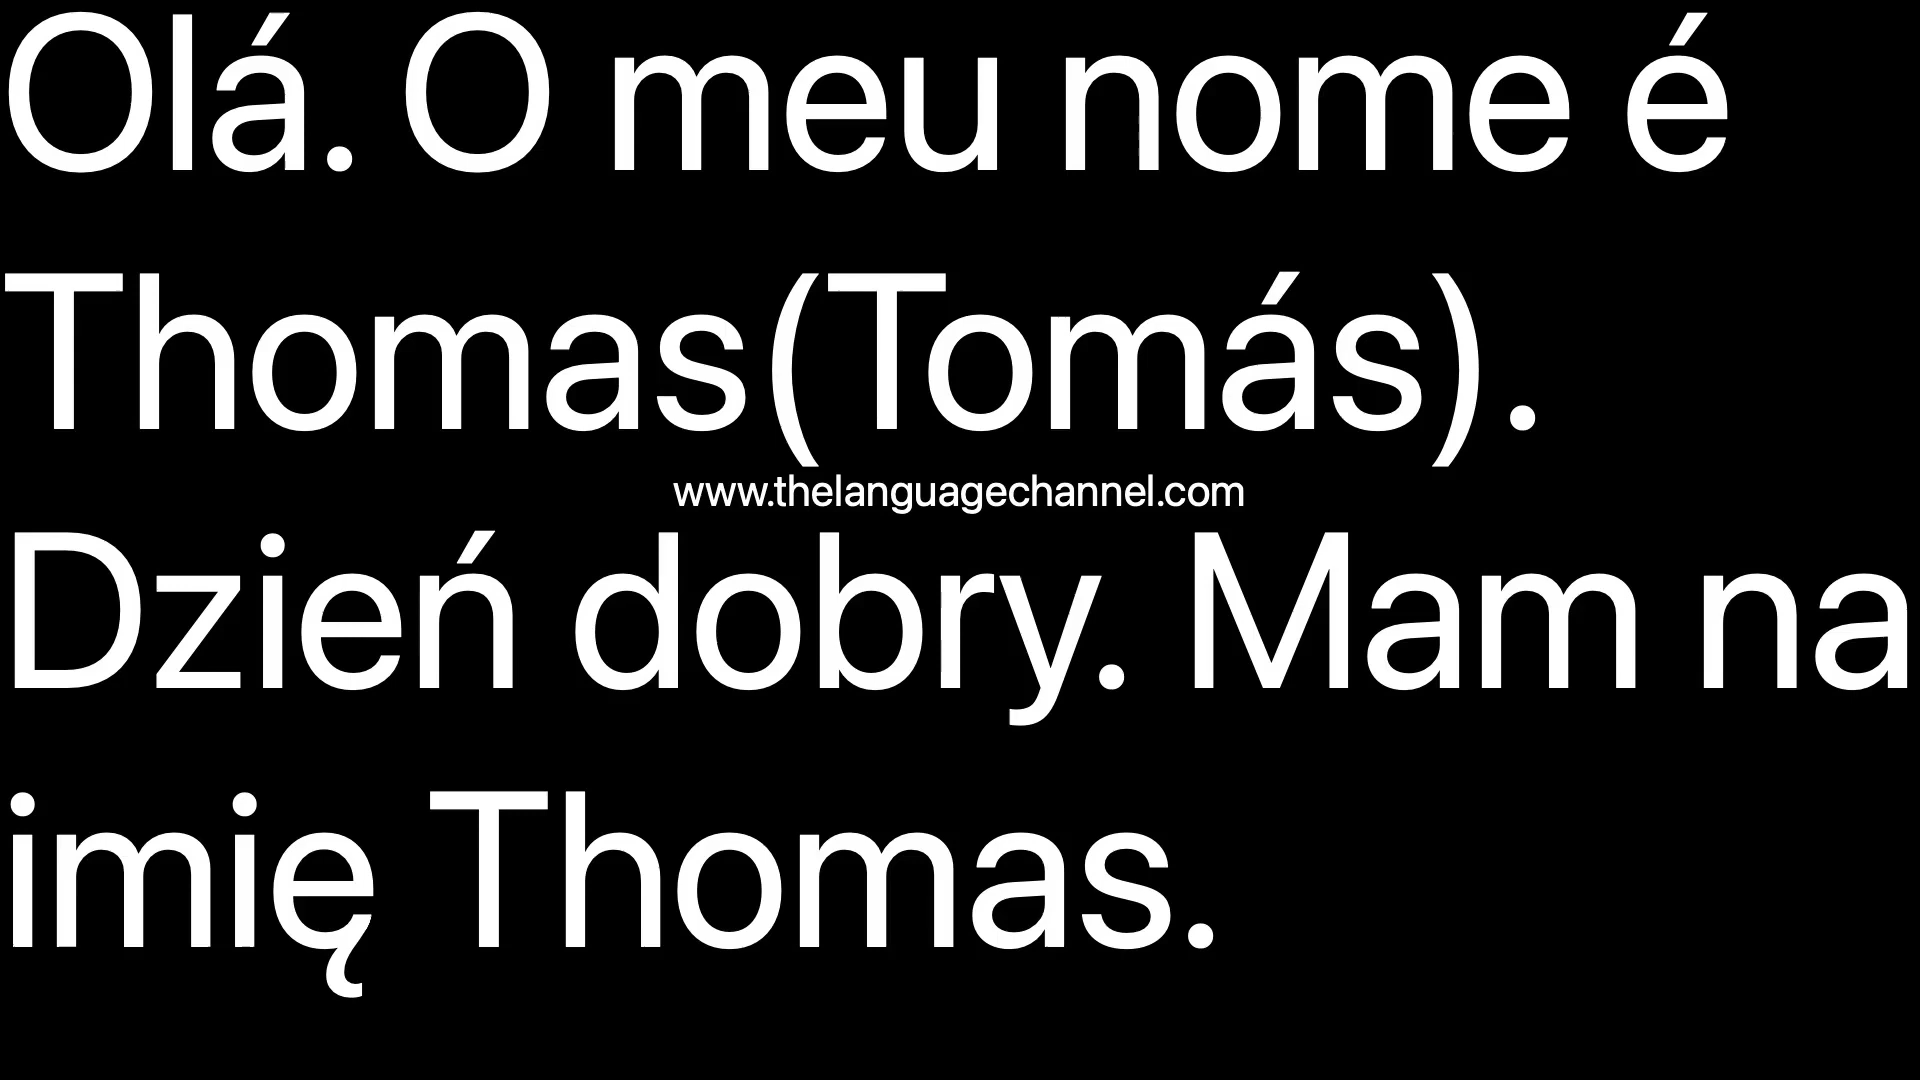 Olá. O meu nome é
Thomas(Tomás).
www.thelanguagechannel.com
Dzień dobry. Mam na
imię Thomas.